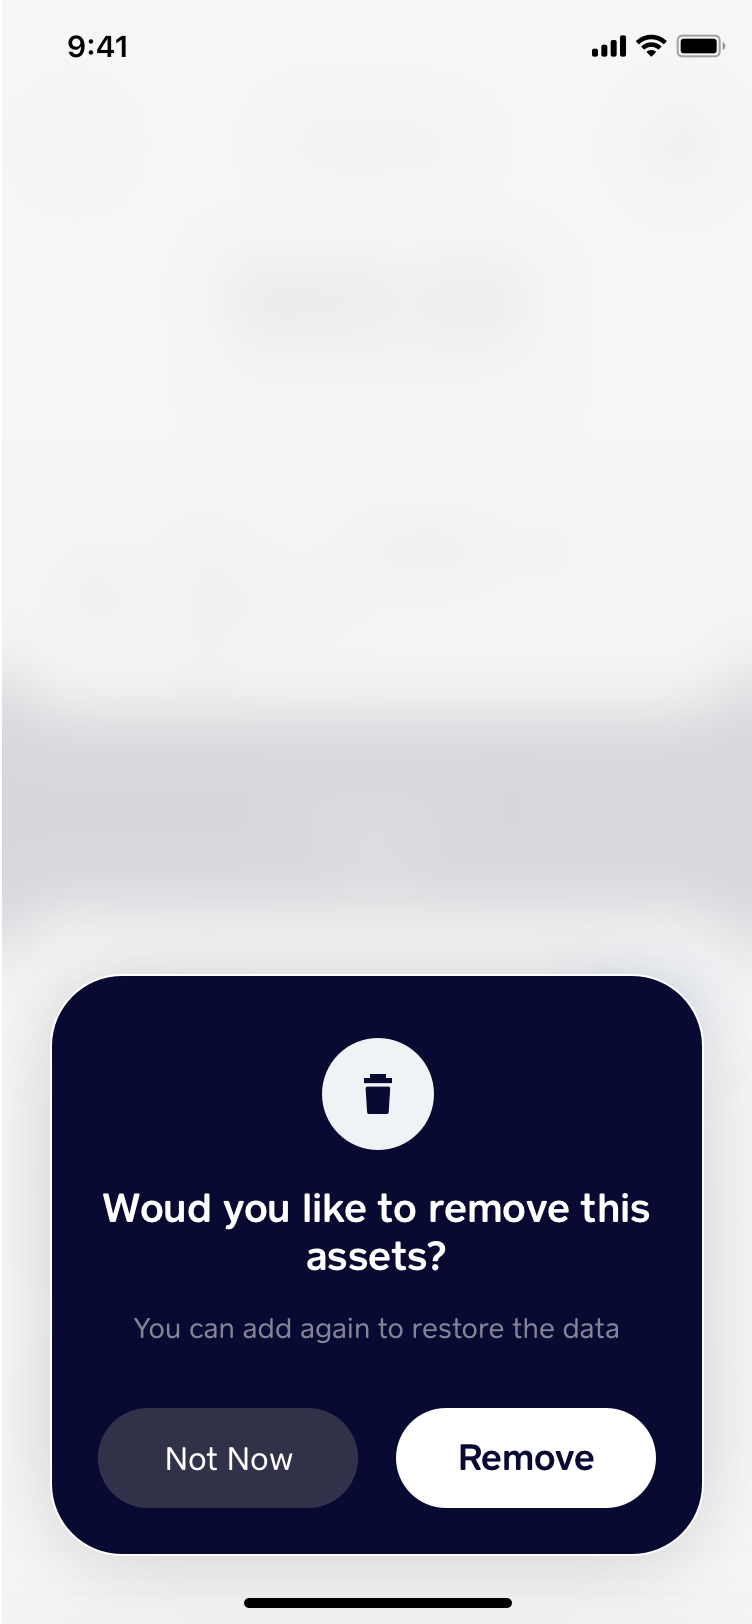 9:41
Woud you like to remove this
assets?
You can add again to restore the data
Not Now
Remove